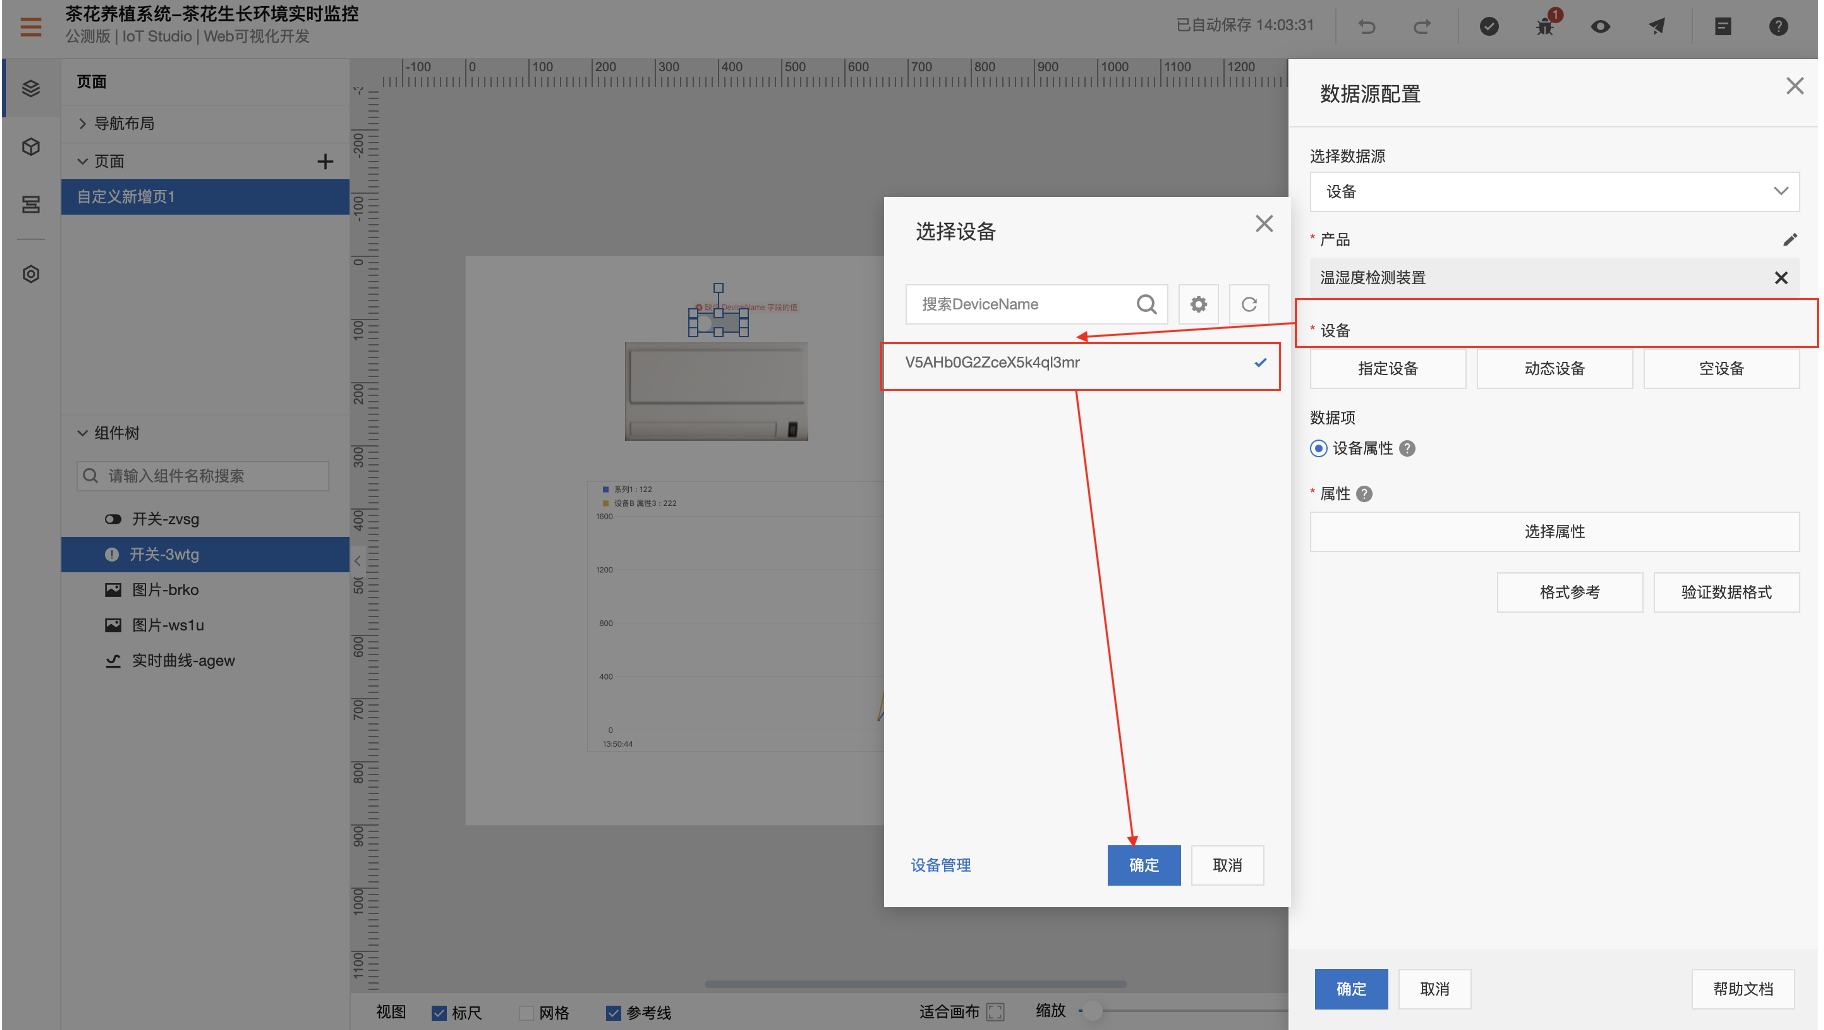 茶花养植系统-茶花生长环境实时监控
公测版 | IoT Studio | Web可视化开发
已自动保存 14:03:31
1
页面
导航布局
页面
自定义新增页1
组件树
请输入组件名称搜索
开关-zvsg
开关-3wtg
图片-brko
图片-ws1u
实时曲线-agew
-100 0 100 200 300 400 500 600 700 800 900 1000 1100 1200
-200
-100
0
100
200
300
400
500
600
700
800
900
1000
1100
DeviceName 字段的值
系列1 : 122
设备B 属性3 : 222
1600
1200
800
400
0
13:50:44
选择设备
搜索DeviceName
V5AHb0G2ZceX5k4ql3mr
设备管理
确定
取消
数据源配置
选择数据源
设备
* 产品
温湿度检测装置
* 设备
指定设备
动态设备
空设备
数据项
设备属性
* 属性
选择属性
格式参考
验证数据格式
确定
取消
帮助文档
视图
标尺
网格
参考线
适合画布
缩放